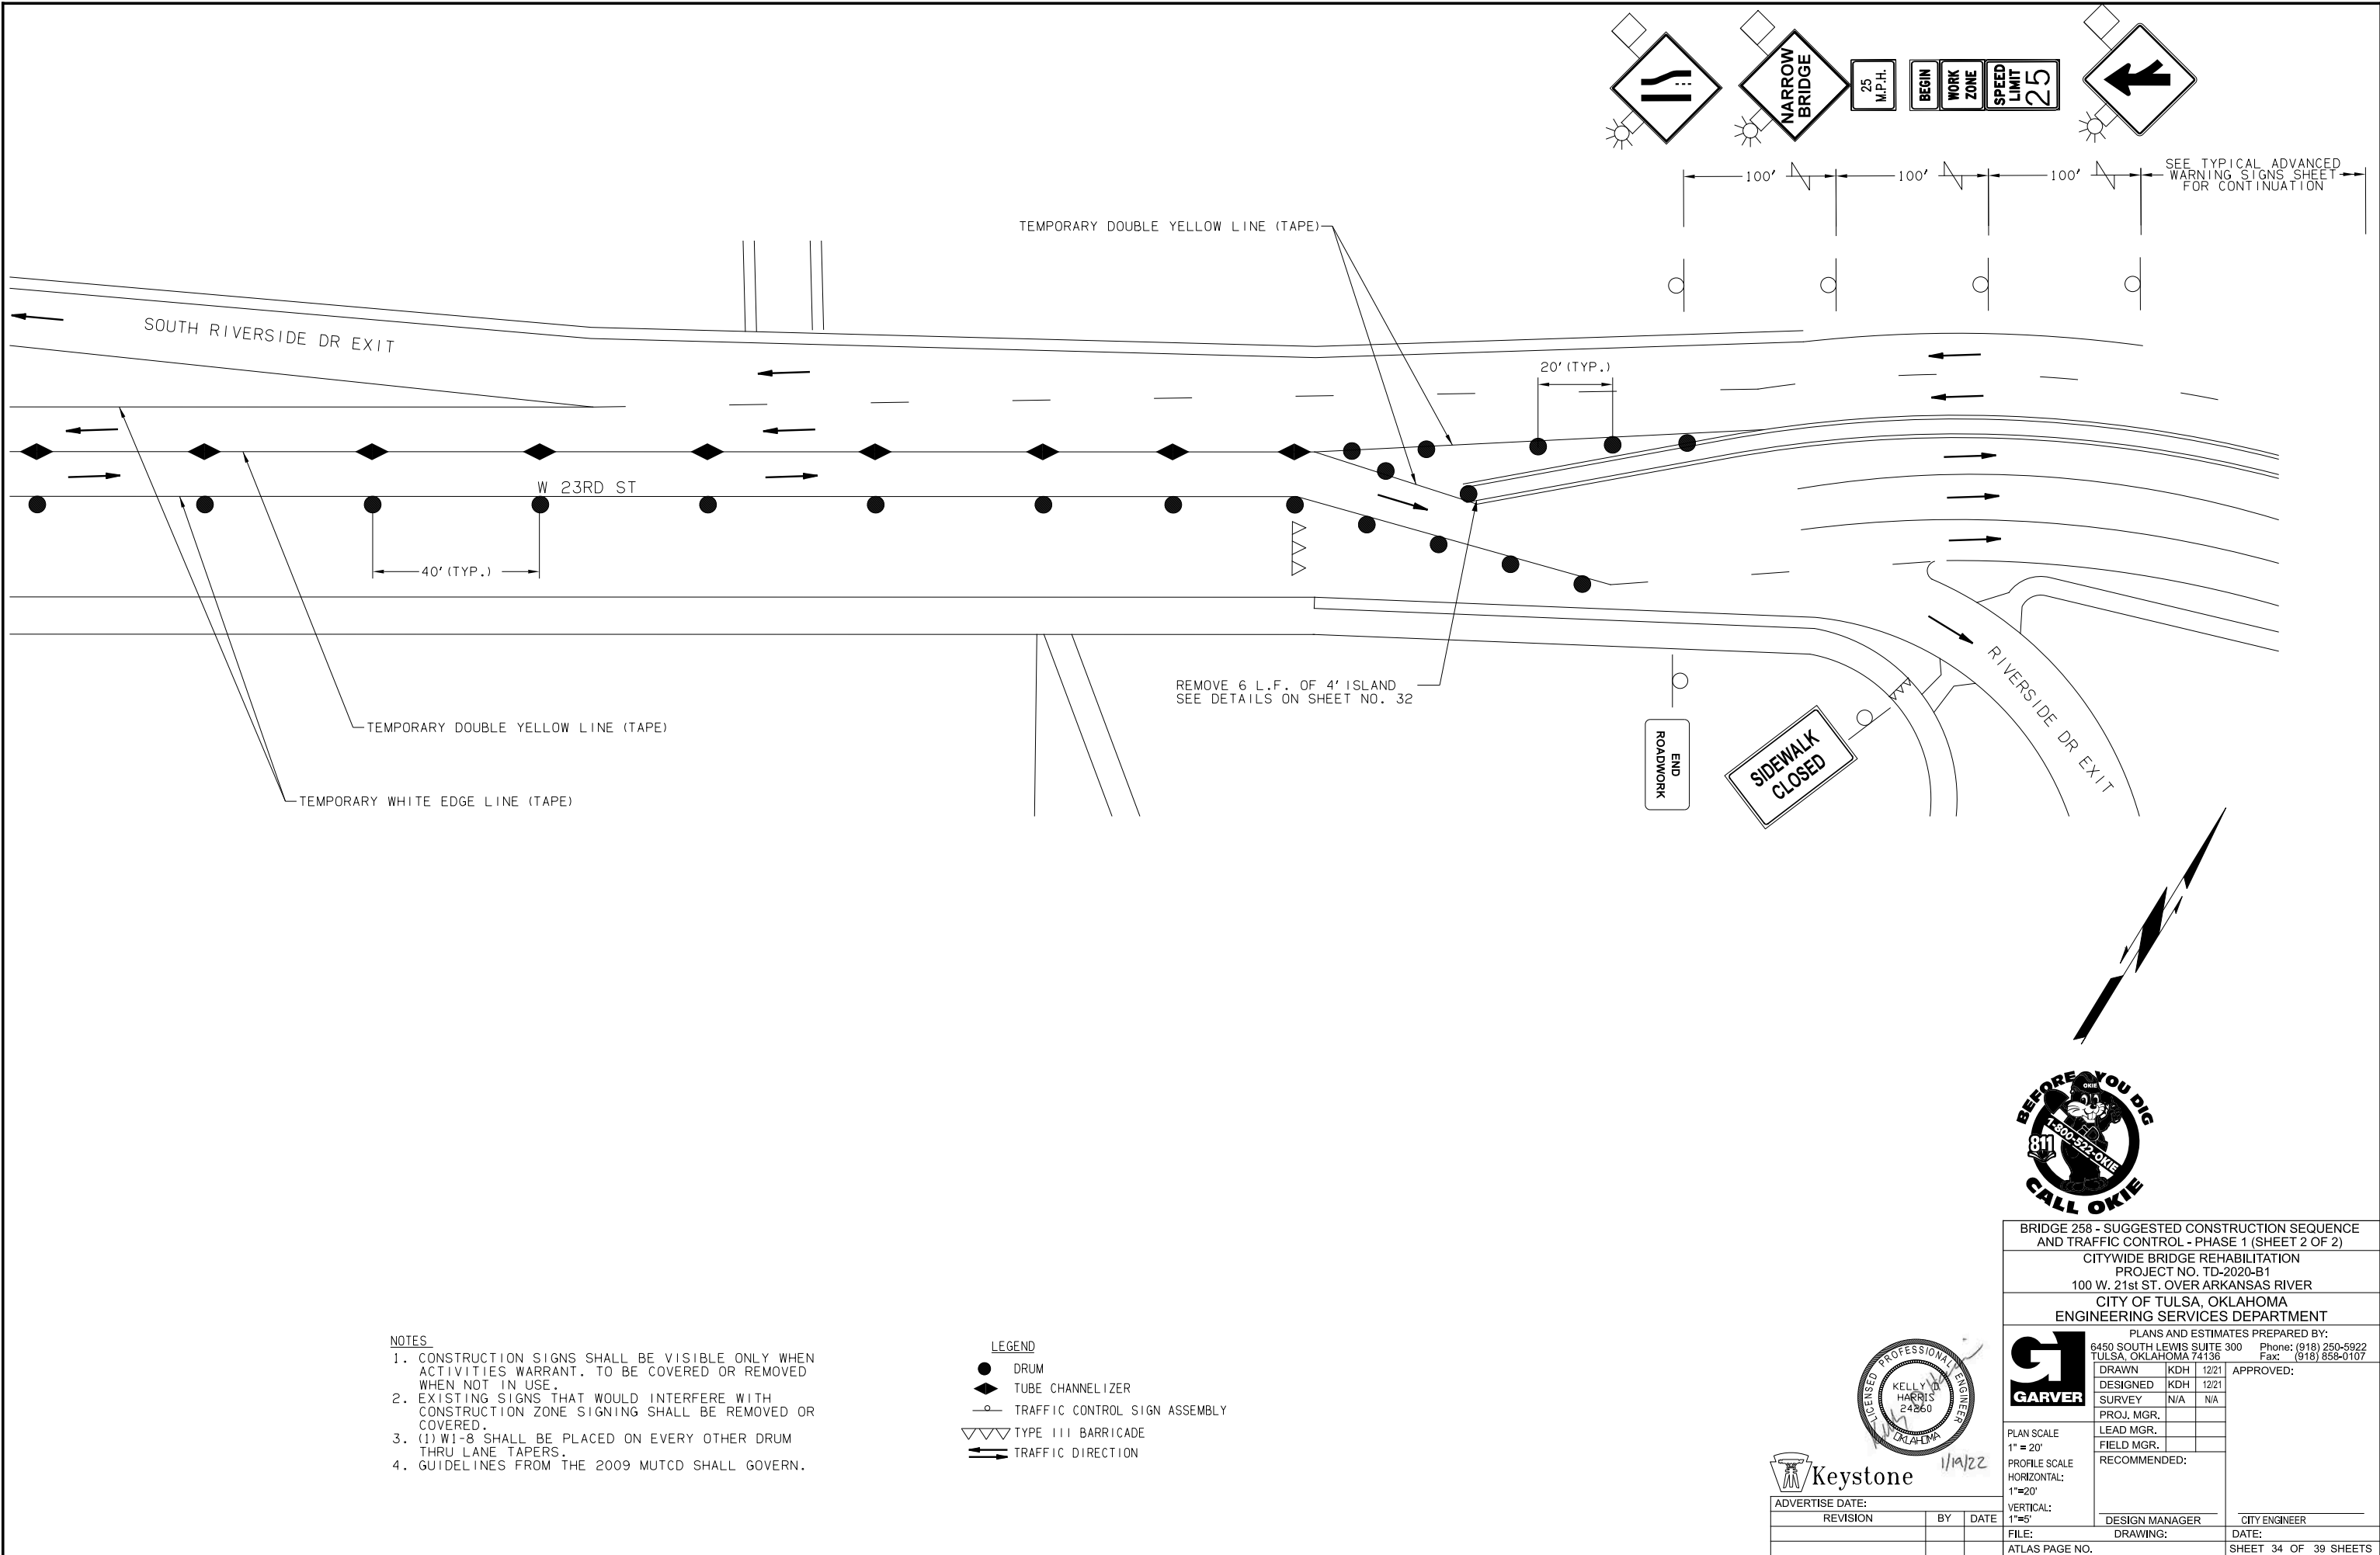 NARROW
BRIDGE
25
M.P.H.
BEGIN
WORK
ZONE
SPEED
LIMIT
25
100'
100'
100'
SEE TYPICAL ADVANCED
WARNING SIGNS SHEET
FOR CONTINUATION
TEMPORARY DOUBLE YELLOW LINE (TAPE)
SOUTH RIVERSIDE DR EXIT
20'(TYP.)
W 23RD ST
40'(TYP.)
REMOVE 6 L.F. OF 4' ISLAND
SEE DETAILS ON SHEET NO. 32
TEMPORARY DOUBLE YELLOW LINE (TAPE)
TEMPORARY WHITE EDGE LINE (TAPE)
END
ROADWORK
SIDEWALK
CLOSED
RIVERSIDE DR EXIT
BEFORE YOU DIG
OKIE
811
1-800-522-OKIE
CALL OKIE
NOTES
1. CONSTRUCTION SIGNS SHALL BE VISIBLE ONLY WHEN
ACTIVITIES WARRANT. TO BE COVERED OR REMOVED
WHEN NOT IN USE.
2. EXISTING SIGNS THAT WOULD INTERFERE WITH
CONSTRUCTION ZONE SIGNING SHALL BE REMOVED OR
COVERED.
3. (1) W1-8 SHALL BE PLACED ON EVERY OTHER DRUM
THRU LANE TAPERS.
4. GUIDELINES FROM THE 2009 MUTCD SHALL GOVERN.
LEGEND
DRUM
TUBE CHANNELIZER
TRAFFIC CONTROL SIGN ASSEMBLY
TYPE III BARRICADE
TRAFFIC DIRECTION
LICENSED PROFESSIONAL ENGINEER
KELLY D.
HARRIS
24260
OKLAHOMA
1/19/22
Keystone
ADVERTISE DATE:
REVISION BY DATE
BRIDGE 258 - SUGGESTED CONSTRUCTION SEQUENCE
AND TRAFFIC CONTROL - PHASE 1 (SHEET 2 OF 2)
CITYWIDE BRIDGE REHABILITATION
PROJECT NO. TD-2020-B1
100 W. 21st ST. OVER ARKANSAS RIVER
CITY OF TULSA, OKLAHOMA
ENGINEERING SERVICES DEPARTMENT
GARVER
PLANS AND ESTIMATES PREPARED BY:
6450 SOUTH LEWIS SUITE 300 Phone: (918) 250-5922
TULSA, OKLAHOMA 74136 Fax: (918) 858-0107
DRAWN KDH 12/21 APPROVED:
DESIGNED KDH 12/21
SURVEY N/A N/A
PROJ. MGR.
LEAD MGR.
FIELD MGR.
PLAN SCALE
1" = 20'
PROFILE SCALE
HORIZONTAL:
1"=20'
VERTICAL:
1"=5'
RECOMMENDED:
DESIGN MANAGER CITY ENGINEER
FILE: DRAWING: DATE:
ATLAS PAGE NO. SHEET 34 OF 39 SHEETS